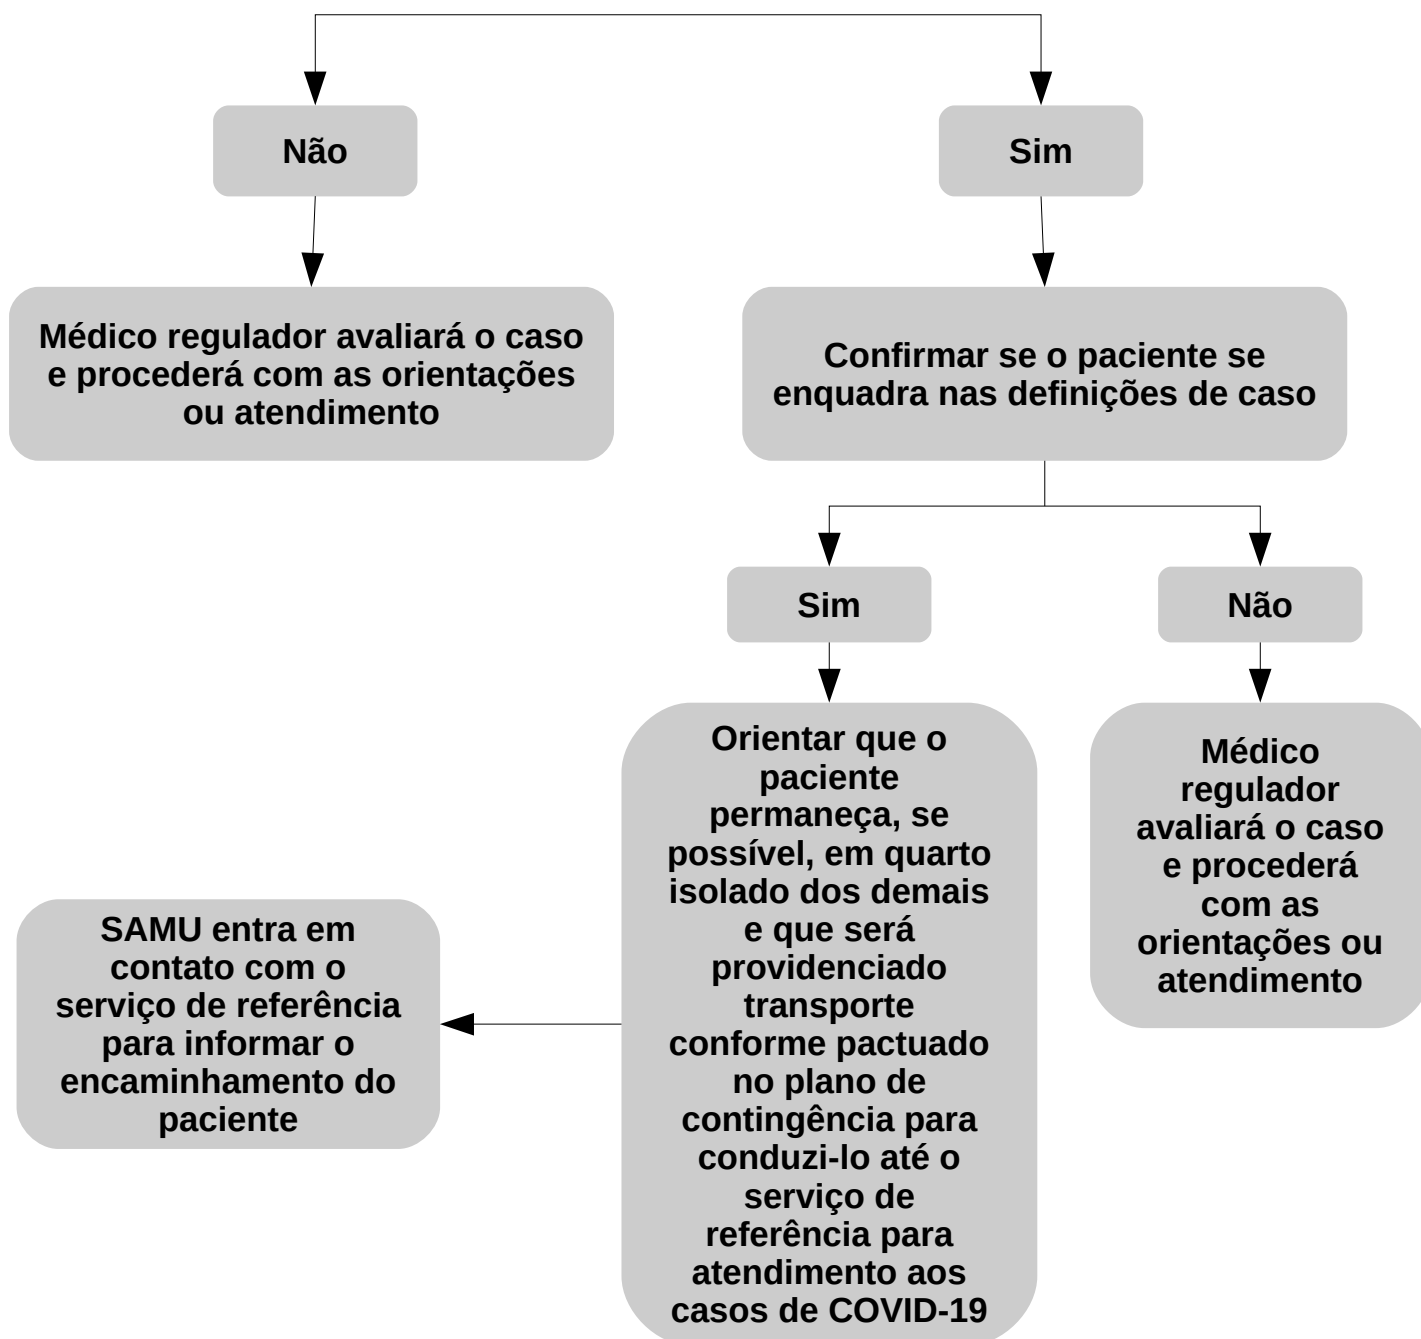 Não
Sim
Médico regulador avaliará o caso
e procederá com as orientações
ou atendimento
Confirmar se o paciente se
enquadra nas definições de caso
Sim
Não
Orientar que o
paciente
permaneça, se
possível, em quarto
isolado dos demais
e que será
providenciado
transporte
conforme pactuado
no plano de
contingência para
conduzi-lo até o
serviço de
referência para
atendimento aos
casos de COVID-19
Médico
regulador
avaliará o caso
e procederá
com as
orientações ou
atendimento
SAMU entra em
contato com o
serviço de referência
para informar o
encaminhamento do
paciente